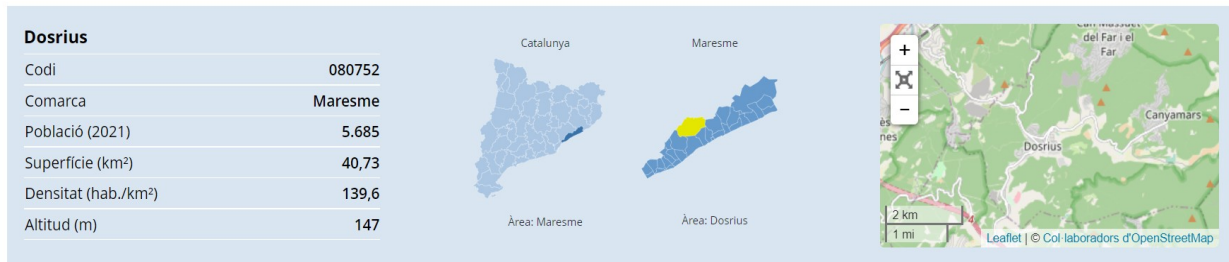 Dosrius
Codi 080752
Comarca Maresme
Població (2021) 5.685
Superfície (km²) 40,73
Densitat (hab./km²) 139,6
Altitud (m) 147
Catalunya
Àrea: Maresme
Maresme
Àrea: Dosrius
+
−
Can Massuet
del Far i el
Far
Canyamars
Dosrius
2 km
1 mi
4
Leaflet | © Col·laboradors d'OpenStreetMap